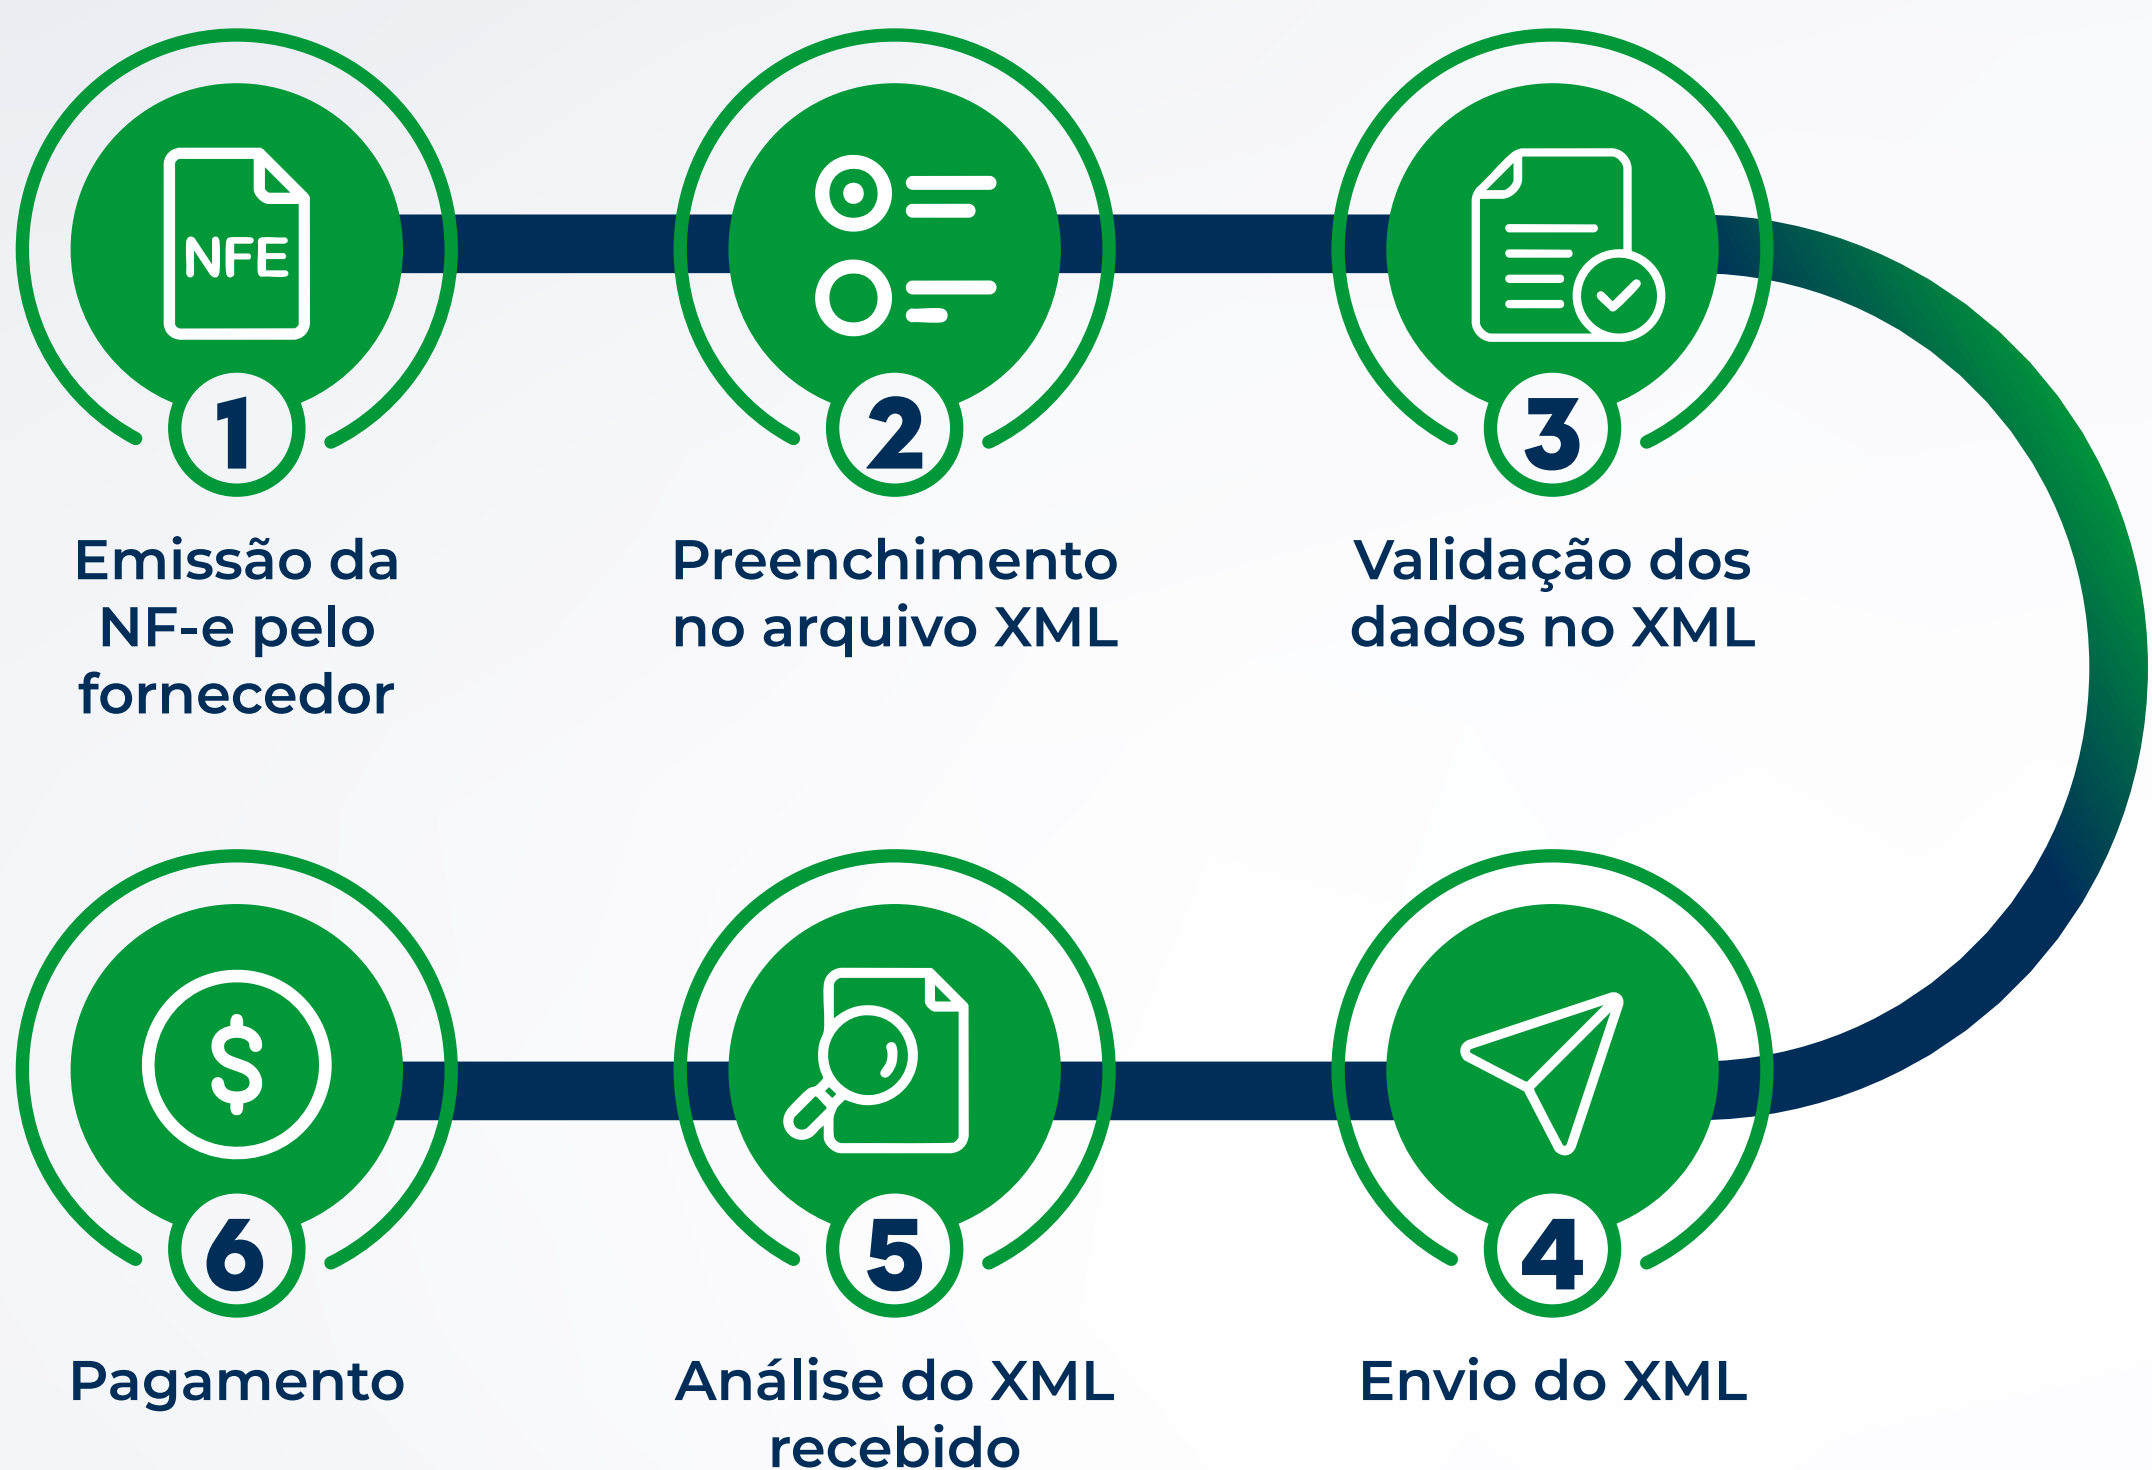 NFE
1
Emissão da
NF-e pelo
fornecedor
2
Preenchimento
no arquivo XML
3
Validação dos
dados no XML
4
Envio do XML
5
Análise do XML
recebido
$
6
Pagamento